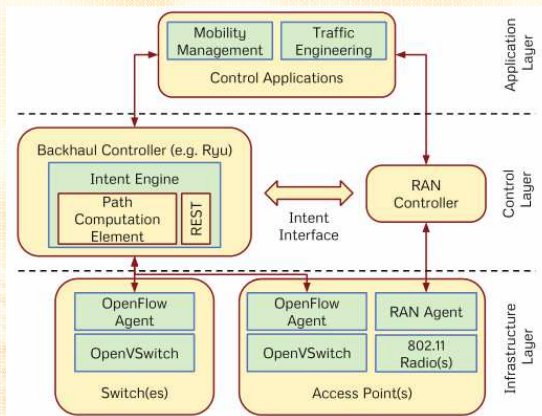 Mobility
Management
Traffic
Engineering
Control Applications
Application
Layer
Backhaul Controller (e.g. Ryu)
Intent Engine
Path
Computation
Element
REST
Intent
Interface
RAN
Controller
Control
Layer
OpenFlow
Agent
OpenVSwitch
Switch(es)
OpenFlow
Agent
OpenVSwitch
RAN Agent
802.11
Radio(s)
Access Point(s)
Infrastructure
Layer